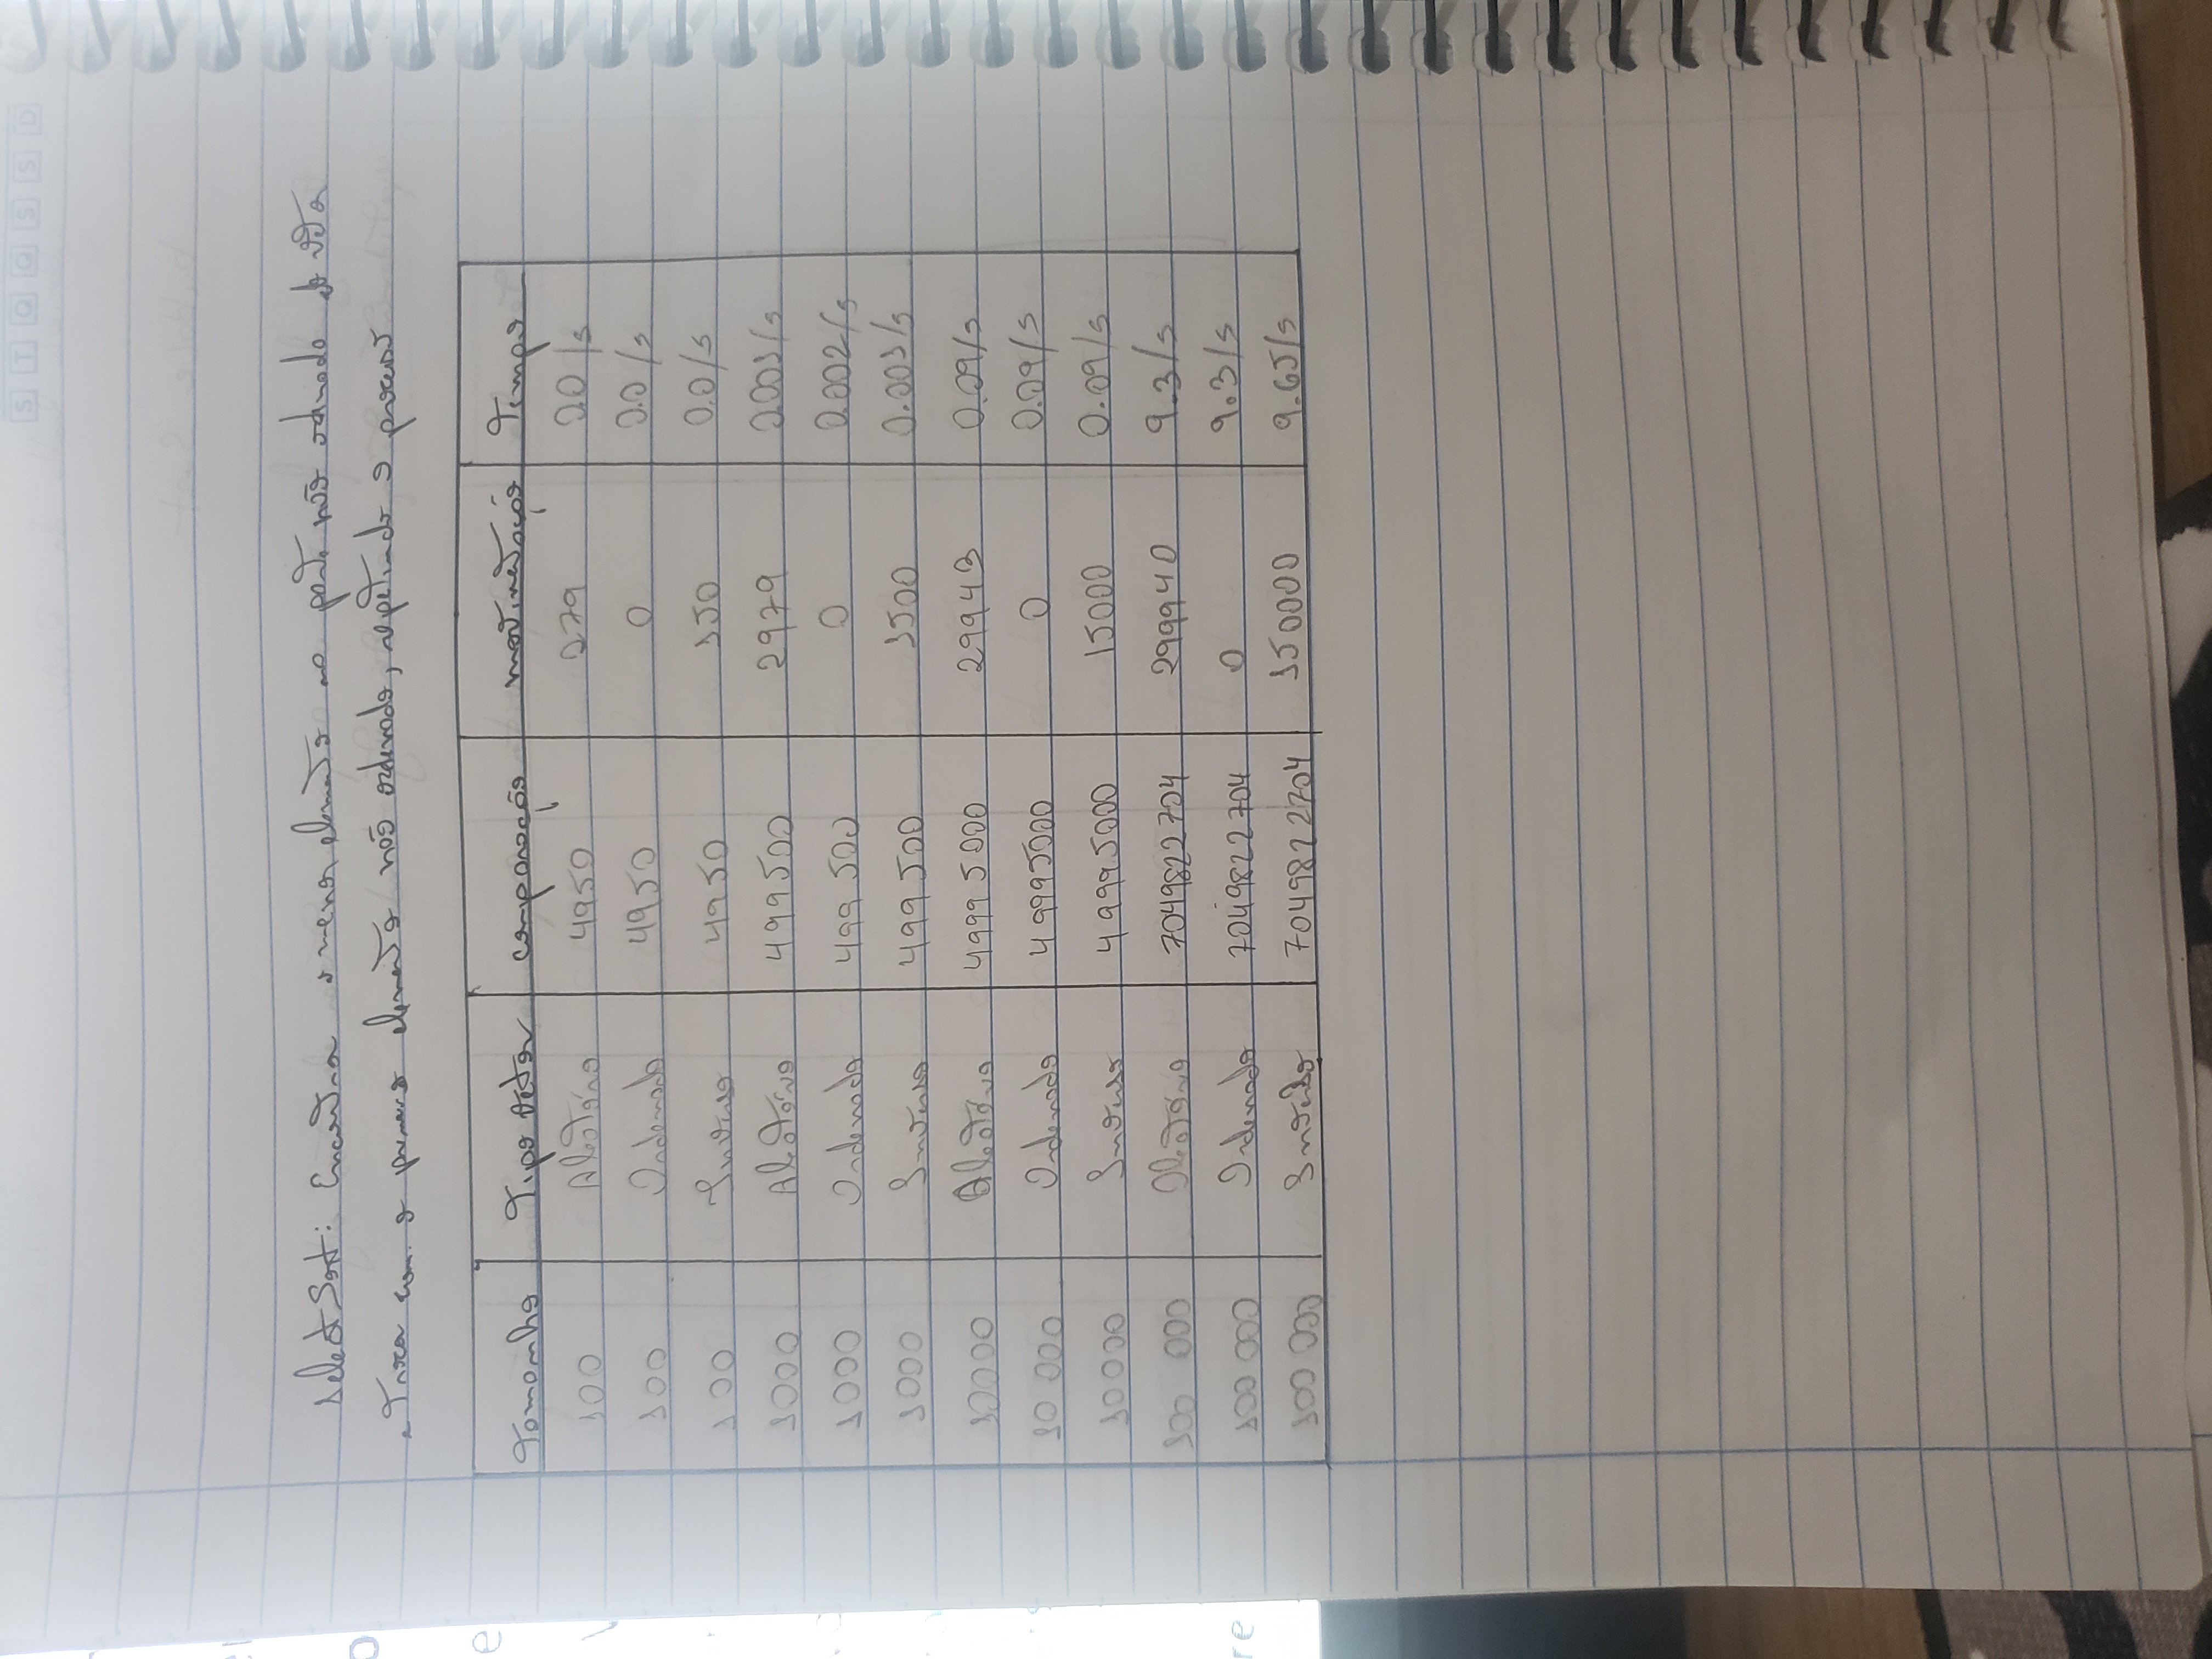 S T Q Q S S D
Select Sort: Encontra o menor elemento na parte não ordenada do vetor
e troca com o primeiro elemento não ordenado, repetindo o processo
Tamanho Tipo vetor comparação movimentação Tempo
100 Aleatório 4950 279 0.0/s
100 Ordenado 4950 0 0.0/s
100 Inverso 4950 150 0.0/s
1000 Aleatório 499500 2979 0.001/s
1000 Ordenado 499500 0 0.002/s
1000 Inverso 499500 1500 0.001/s
10000 Aleatório 49995000 29943 0.09/s
10 000 Ordenado 49995000 0 0.09/s
10000 Inverso 49995000 15000 0.09/s
100 000 Aleatório 7049822704 299940 9.3/s
100 000 Ordenado 7049822704 0 9.3/s
100 000 Inverso 7049822704 150000 9.65/s